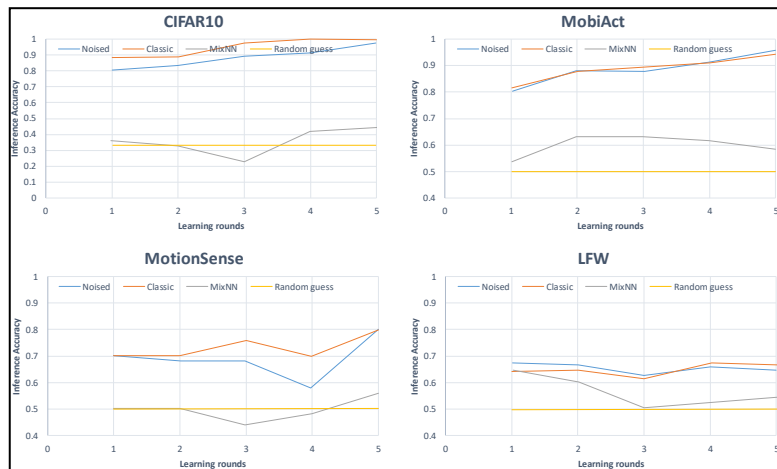 CIFAR10
Inference Accuracy
1
0.9
0.8
0.7
0.6
0.5
0.4
0.3
0.2
0.1
0
Noised Classic MixNN Random guess
0 1 2 3 4 5
Learning rounds
MobiAct
Inference Accuracy
1
0.9
0.8
0.7
0.6
0.5
0.4
Noised Classic MixNN Random guess
0 1 2 3 4 5
Learning rounds
MotionSense
Inference Accuracy
1
0.9
0.8
0.7
0.6
0.5
0.4
Noised Classic MixNN Random guess
0 1 2 3 4 5
Learning rounds
LFW
Inference Accuracy
1
0.9
0.8
0.7
0.6
0.5
0.4
Noised Classic MixNN Random guess
0 1 2 3 4 5
Learning rounds